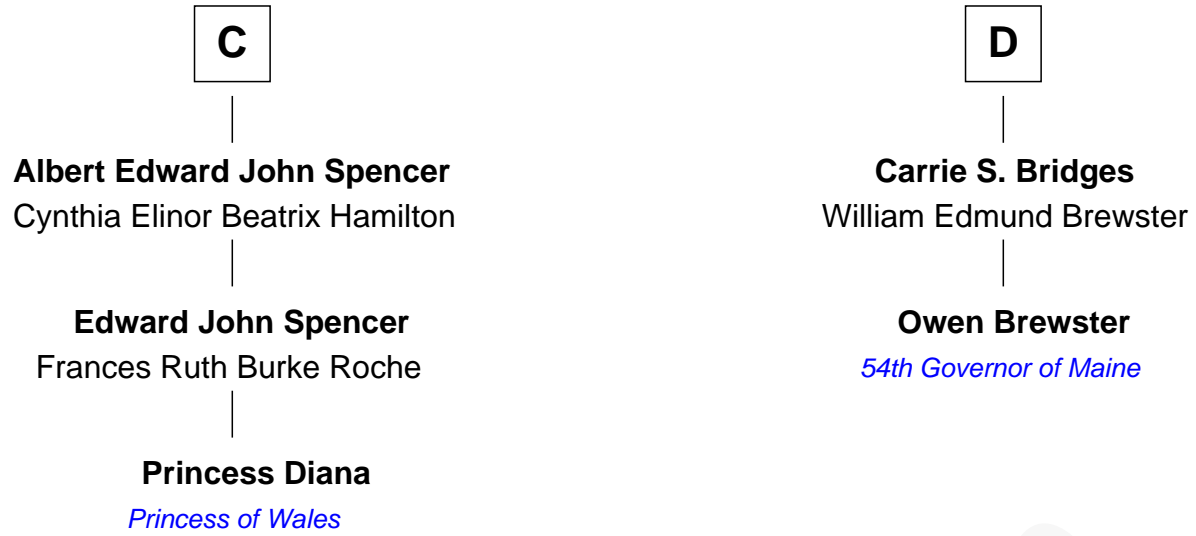 C
Albert Edward John Spencer
Cynthia Elinor Beatrix Hamilton
Edward John Spencer
Frances Ruth Burke Roche
Princess Diana
Princess of Wales
D
Carrie S. Bridges
William Edmund Brewster
Owen Brewster
54th Governor of Maine